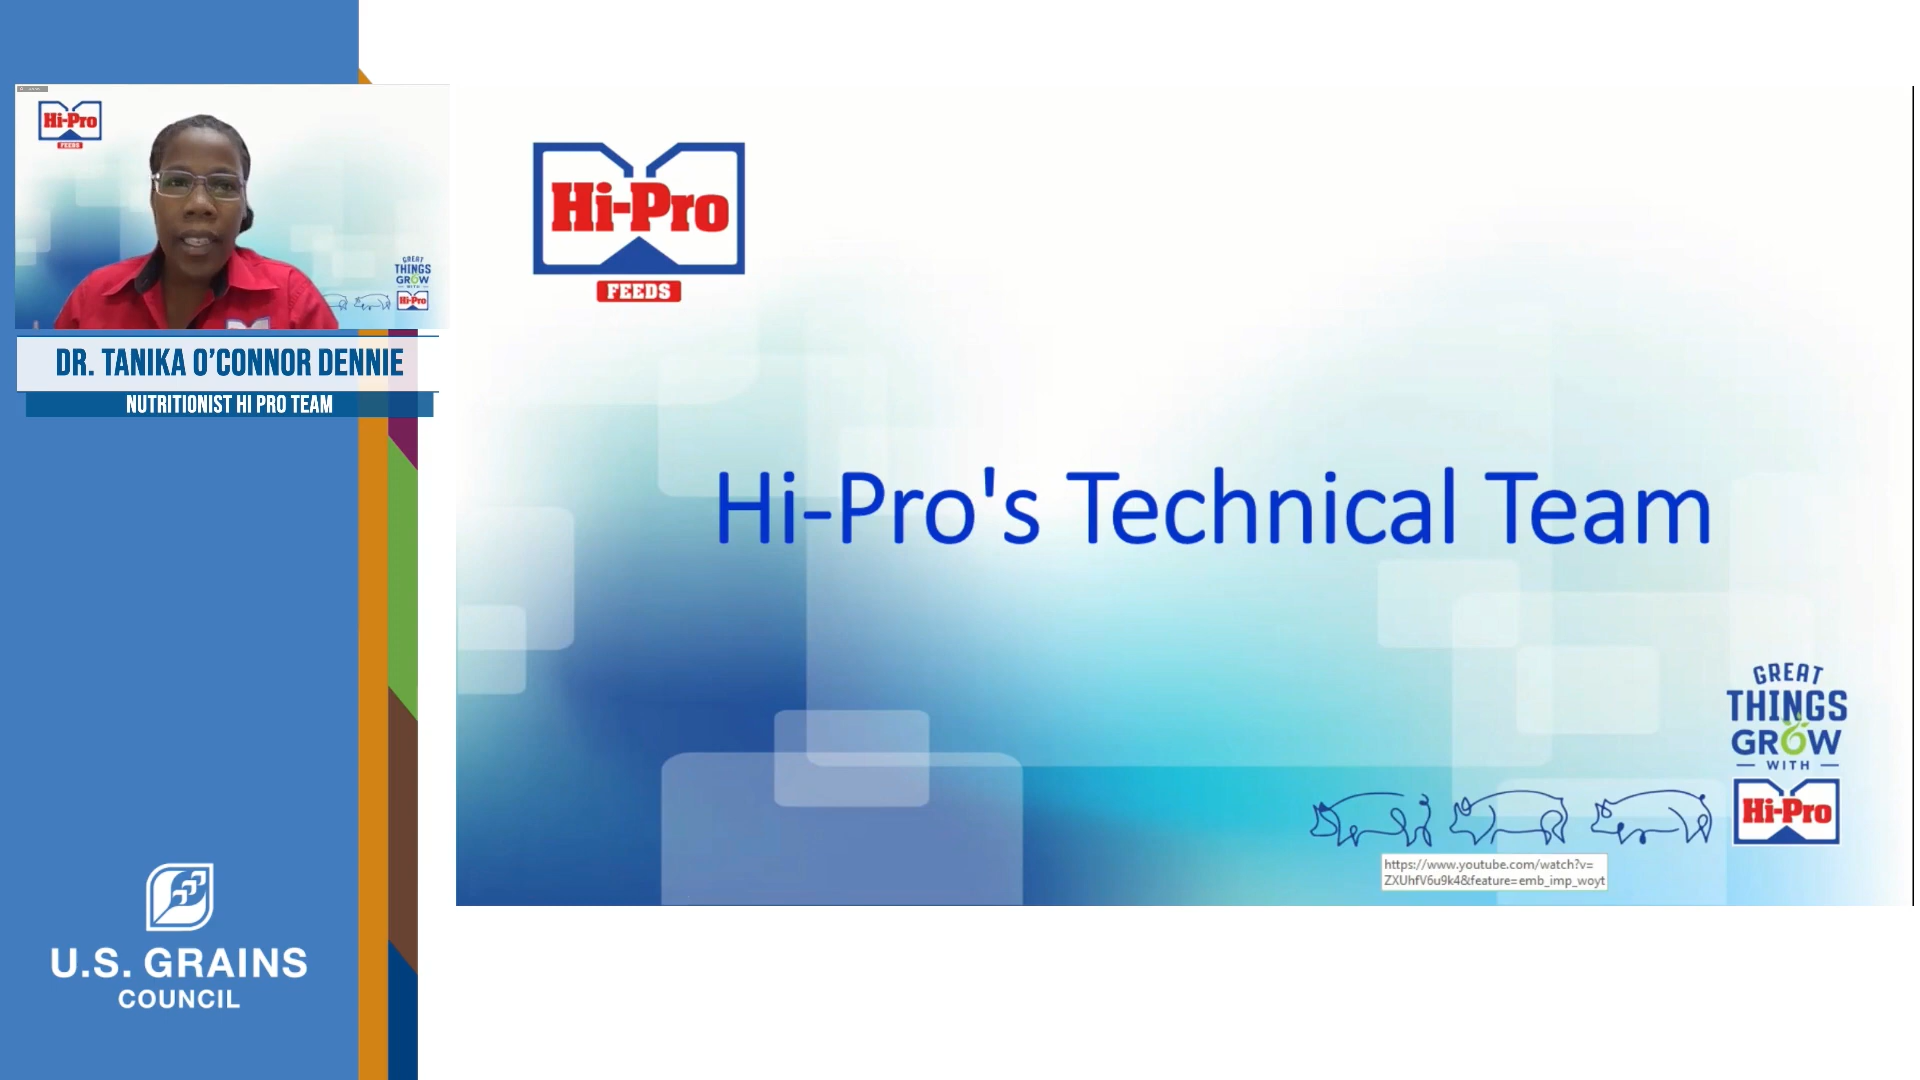 Hi-Pro
FEEDS
GREAT
THINGS
GROW
WITH
Hi-Pro
DR. TANIKA O'CONNOR DENNIE
NUTRITIONIST HI PRO TEAM
U.S. GRAINS
COUNCIL
Hi-Pro
FEEDS
Hi-Pro's Technical Team
GREAT
THINGS
GROW
WITH
Hi-Pro
https://www.youtube.com/watch?v=
ZXUhfV6u9k4&feature=emb_imp_woyt